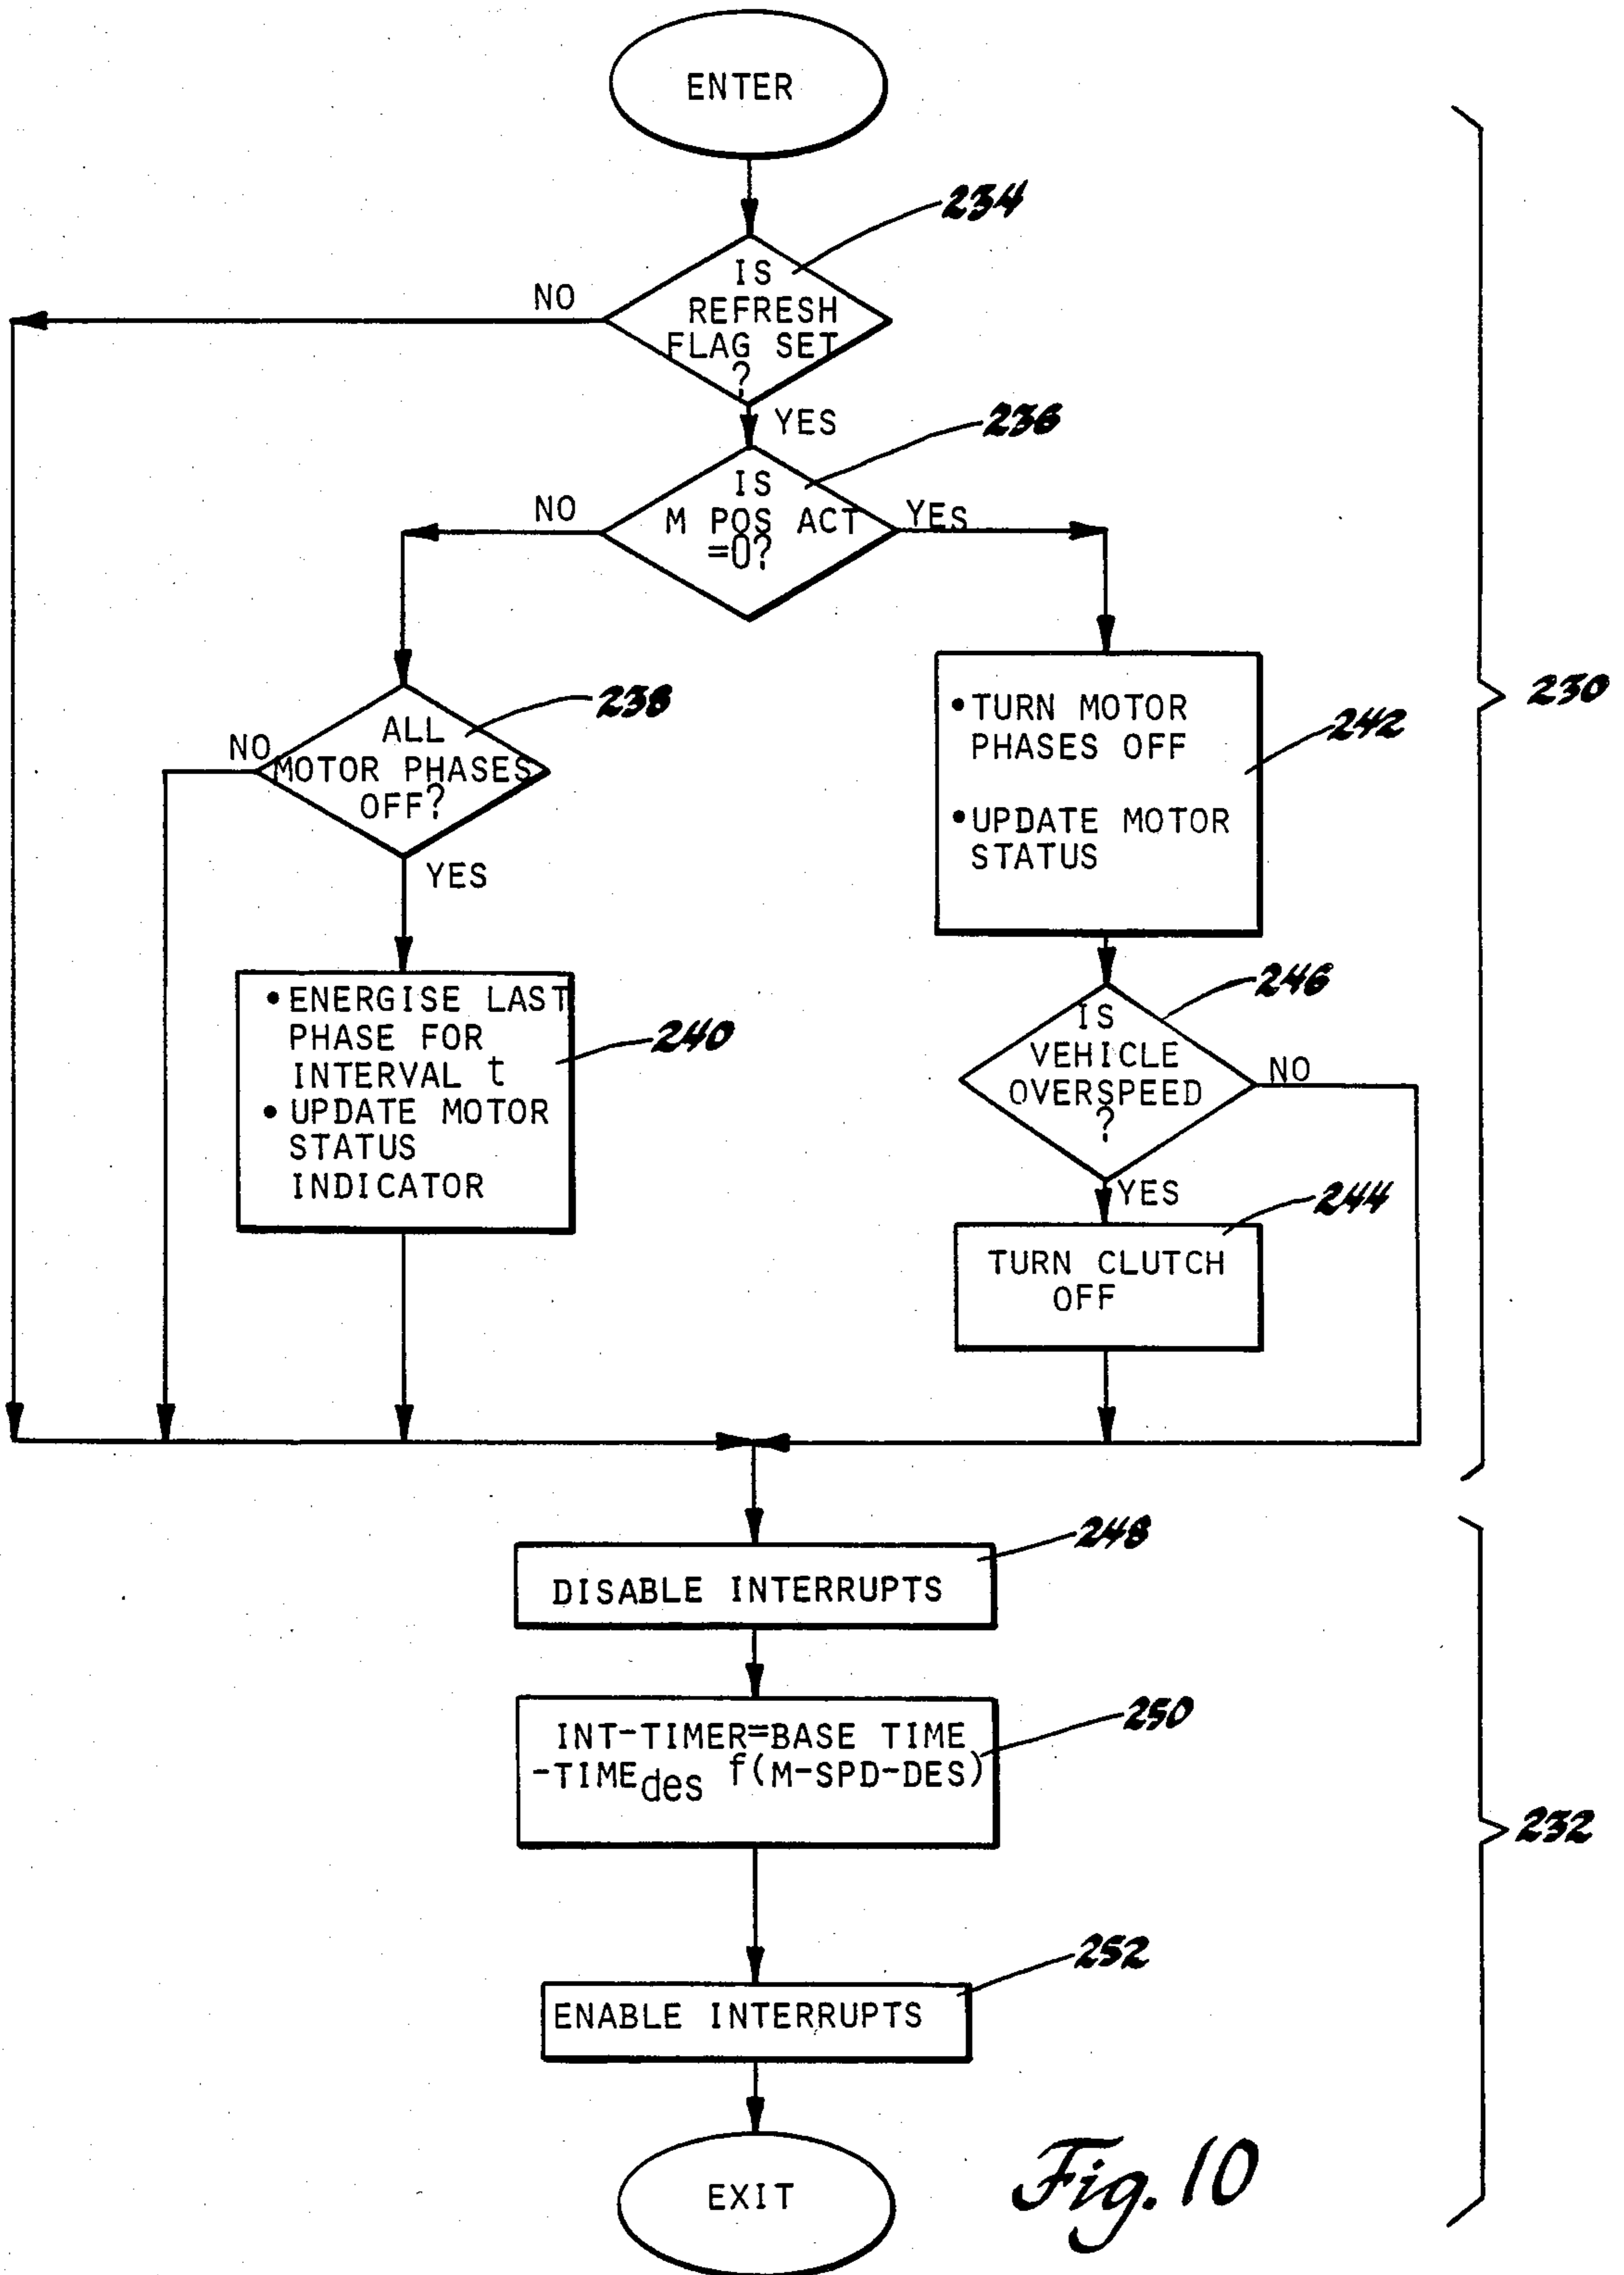 ENTER
234
IS
REFRESH
FLAG SET
?
NO
YES
236
IS
M POS ACT
=0?
NO
YES
230
238
ALL
MOTOR PHASES
OFF?
NO
YES
•TURN MOTOR
PHASES OFF
•UPDATE MOTOR
STATUS
242
•ENERGISE LAST
PHASE FOR
INTERVAL t
•UPDATE MOTOR
STATUS
INDICATOR
240
246
IS
VEHICLE
OVERSPEED
?
NO
YES
244
TURN CLUTCH
OFF
248
DISABLE INTERRUPTS
250
INT-TIMER=BASE TIME
-TIMEdes f(M-SPD-DES)
232
252
ENABLE INTERRUPTS
EXIT
Fig. 10